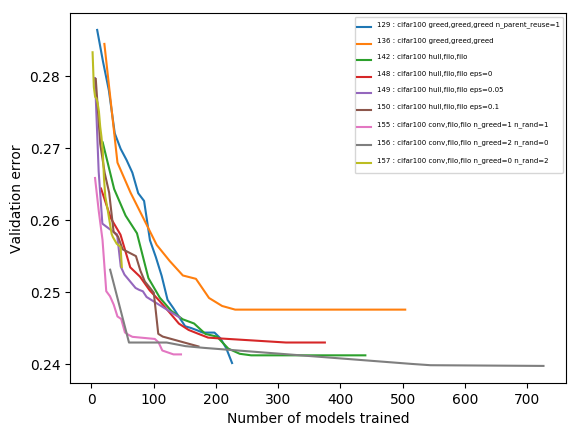 129 : cifar100 greed,greed,greed n_parent_reuse=1
136 : cifar100 greed,greed,greed
142 : cifar100 hull,filo,filo
148 : cifar100 hull,filo,filo eps=0
149 : cifar100 hull,filo,filo eps=0.05
150 : cifar100 hull,filo,filo eps=0.1
155 : cifar100 conv,filo,filo n_greed=1 n_rand=1
156 : cifar100 conv,filo,filo n_greed=2 n_rand=0
157 : cifar100 conv,filo,filo n_greed=0 n_rand=2
0.28
0.27
0.26
0.25
0.24
Validation error
0 100 200 300 400 500 600 700
Number of models trained